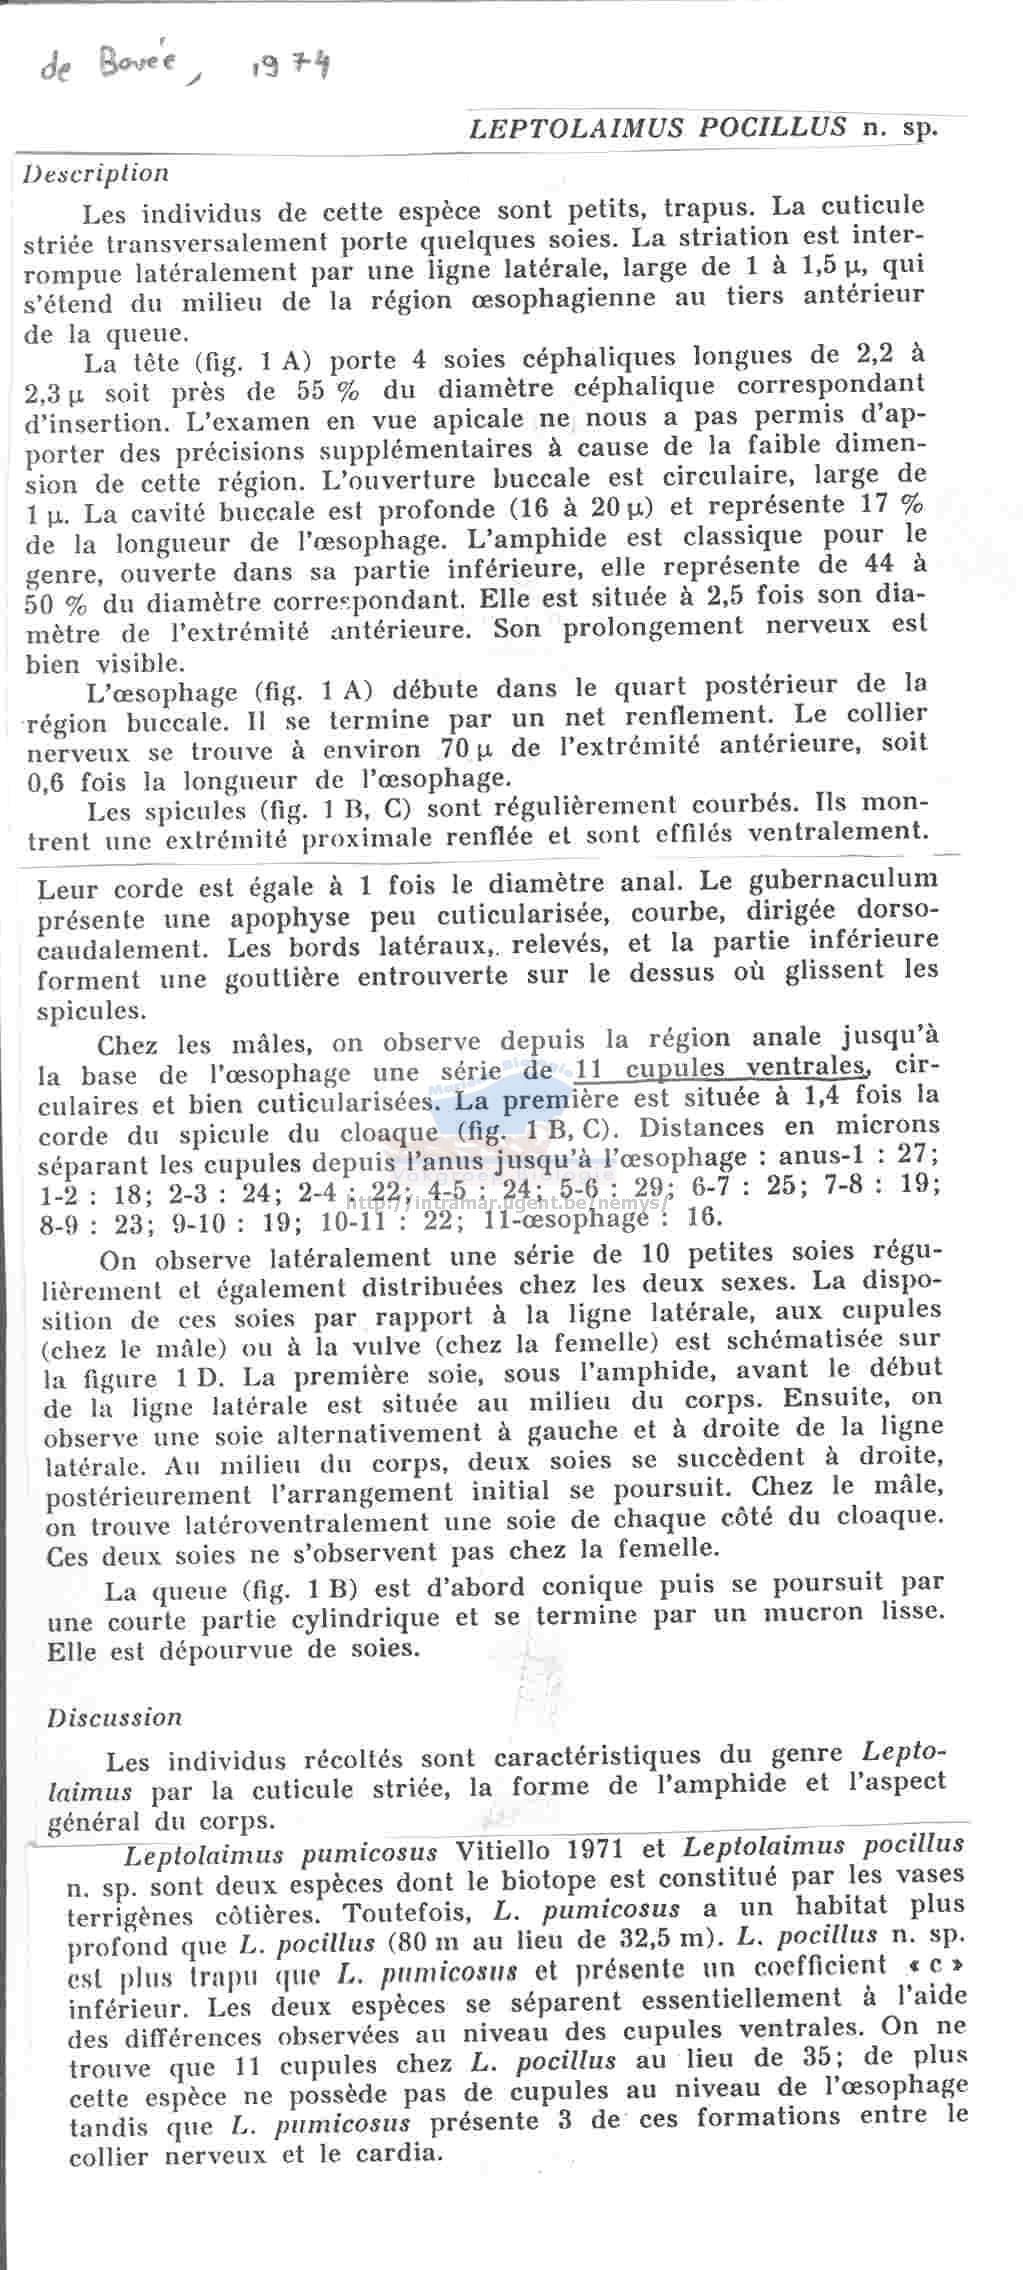 de Bovée, 1974
LEPTOLAIMUS POCILLUS n. sp.
Description
Les individus de cette espèce sont petits, trapus. La cuticule
striée transversalement porte quelques soies. La striation est inter-
rompue latéralement par une ligne latérale, large de 1 à 1,5 µ, qui
s'étend du milieu de la région œsophagienne au tiers antérieur
de la queue.
La tête (fig. 1 A) porte 4 soies céphaliques longues de 2,2 à
2,3 µ soit près de 55 % du diamètre céphalique correspondant
d'insertion. L'examen en vue apicale ne nous a pas permis d'ap-
porter des précisions supplémentaires à cause de la faible dimen-
sion de cette région. L'ouverture buccale est circulaire, large de
1 µ. La cavité buccale est profonde (16 à 20 µ) et représente 17 %
de la longueur de l'œsophage. L'amphide est classique pour le
genre, ouverte dans sa partie inférieure, elle représente de 44 à
50 % du diamètre correspondant. Elle est située à 2,5 fois son dia-
mètre de l'extrémité antérieure. Son prolongement nerveux est
bien visible.
L'œsophage (fig. 1 A) débute dans le quart postérieur de la
région buccale. Il se termine par un net renflement. Le collier
nerveux se trouve à environ 70 µ de l'extrémité antérieure, soit
0,6 fois la longueur de l'œsophage.
Les spicules (fig. 1 B, C) sont régulièrement courbés. Ils mon-
trent une extrémité proximale renflée et sont effilés ventralement.
Leur corde est égale à 1 fois le diamètre anal. Le gubernaculum
présente une apophyse peu cuticularisée, courbe, dirigée dorso-
caudalement. Les bords latéraux, relevés, et la partie inférieure
forment une gouttière entrouverte sur le dessus où glissent les
spicules.
Chez les mâles, on observe depuis la région anale jusqu'à
la base de l'œsophage une série de 11 cupules ventrales, cir-
culaires et bien cuticularisées. La première est située à 1,4 fois la
corde du spicule du cloaque (fig. 1 B, C). Distances en microns
séparant les cupules depuis l'anus jusqu'à l'œsophage : anus-1 : 27;
1-2 : 18; 2-3 : 24; 2-4 : 22; 4-5 : 24; 5-6 : 29; 6-7 : 25; 7-8 : 19;
8-9 : 23; 9-10 : 19; 10-11 : 22; 11-œsophage : 16.
Mariene Biologie
Vakgroep biologie
http://intramar.ugent.be/nemys/
On observe latéralement une série de 10 petites soies régu-
lièrement et également distribuées chez les deux sexes. La dispo-
sition de ces soies par rapport à la ligne latérale, aux cupules
(chez le mâle) ou à la vulve (chez la femelle) est schématisée sur
la figure 1 D. La première soie, sous l'amphide, avant le début
de la ligne latérale est située au milieu du corps. Ensuite, on
observe une soie alternativement à gauche et à droite de la ligne
latérale. Au milieu du corps, deux soies se succèdent à droite,
postérieurement l'arrangement initial se poursuit. Chez le mâle,
on trouve latéroventralement une soie de chaque côté du cloaque.
Ces deux soies ne s'observent pas chez la femelle.
La queue (fig. 1 B) est d'abord conique puis se poursuit par
une courte partie cylindrique et se termine par un mucron lisse.
Elle est dépourvue de soies.
Discussion
Les individus récoltés sont caractéristiques du genre Lepto-
laimus par la cuticule striée, la forme de l'amphide et l'aspect
général du corps.
Leptolaimus pumicosus Vitiello 1971 et Leptolaimus pocillus
n. sp. sont deux espèces dont le biotope est constitué par les vases
terrigènes côtières. Toutefois, L. pumicosus a un habitat plus
profond que L. pocillus (80 m au lieu de 32,5 m). L. pocillus n. sp.
est plus trapu que L. pumicosus et présente un coefficient « c »
inférieur. Les deux espèces se séparent essentiellement à l'aide
des différences observées au niveau des cupules ventrales. On ne
trouve que 11 cupules chez L. pocillus au lieu de 35; de plus
cette espèce ne possède pas de cupules au niveau de l'œsophage
tandis que L. pumicosus présente 3 de ces formations entre le
collier nerveux et le cardia.